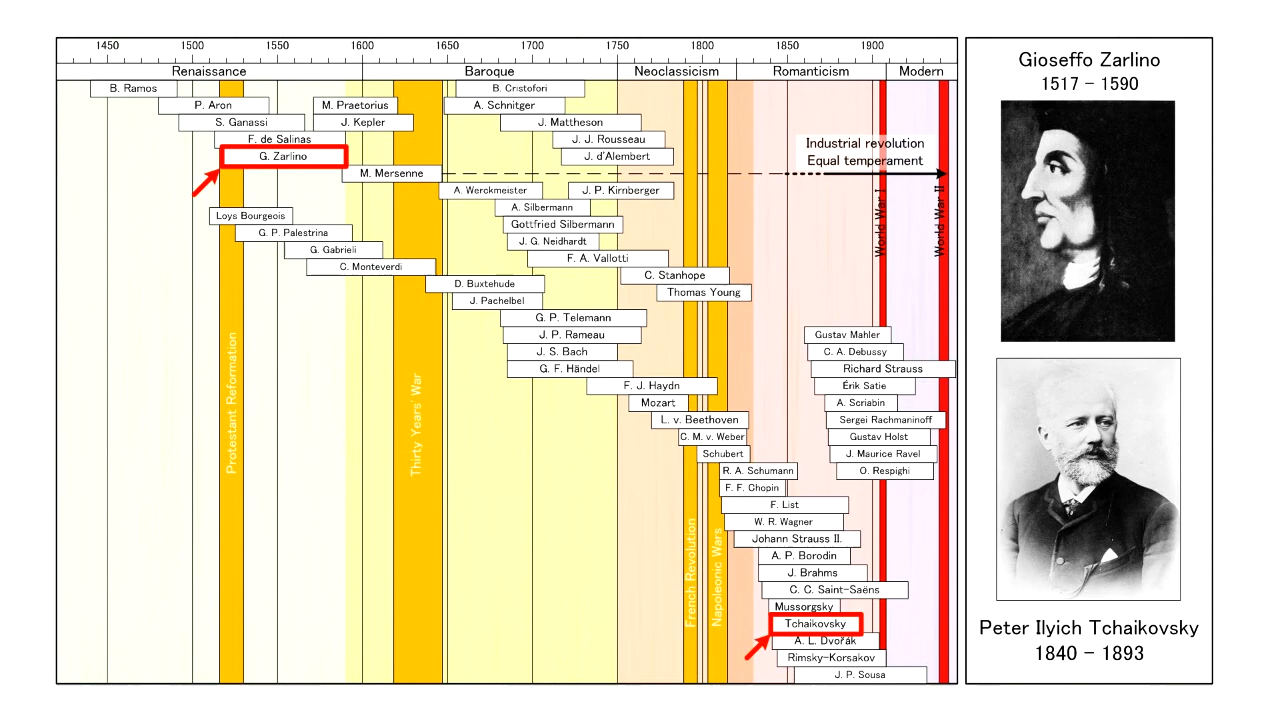 1450 1500 1550 1600 1650 1700 1750 1800 1850 1900
Renaissance Baroque Neoclassicism Romanticism Modern
B. Ramos B. Cristofori
P. Aron M. Praetorius A. Schnitger
S. Ganassi J. Kepler J. Mattheson
F. de Salinas J. J. Rousseau
G. Zarlino J. d'Alembert
Industrial revolution
Equal temperament
M. Mersenne
A. Werckmeister J. P. Kirnberger
A. Silbermann
Loys Bourgeois Gottfried Silbermann
G. P. Palestrina J. G. Neidhardt
G. Gabrieli F. A. Vallotti
C. Monteverdi C. Stanhope
D. Buxtehude Thomas Young
J. Pachelbel
G. P. Telemann
J. P. Rameau Gustav Mahler
J. S. Bach C. A. Debussy
G. F. Händel Richard Strauss
F. J. Haydn Érik Satie
Mozart A. Scriabin
L. v. Beethoven Sergei Rachmaninoff
C. M. v. Weber Gustav Holst
Schubert J. Maurice Ravel
R. A. Schumann O. Respighi
F. F. Chopin
F. List
W. R. Wagner
Johann Strauss II.
A. P. Borodin
J. Brahms
C. C. Saint-Saëns
Mussorgsky
Tchaikovsky
A. L. Dvořák
Rimsky-Korsakov
J. P. Sousa
Protestant Reformation
Thirty Years' War
French Revolution
Napoleonic Wars
World War I
World War II
Gioseffo Zarlino
1517 – 1590
Peter Ilyich Tchaikovsky
1840 – 1893